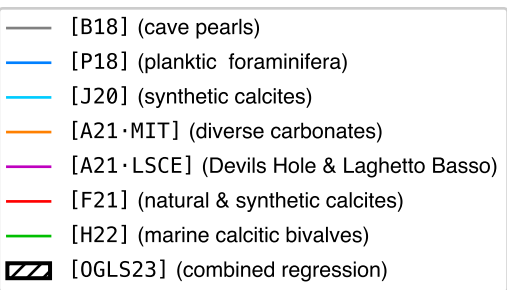 [B18] (cave pearls)
[P18] (planktic foraminifera)
[J20] (synthetic calcites)
[A21·MIT] (diverse carbonates)
[A21·LSCE] (Devils Hole & Laghetto Basso)
[F21] (natural & synthetic calcites)
[H22] (marine calcitic bivalves)
[OGLS23] (combined regression)